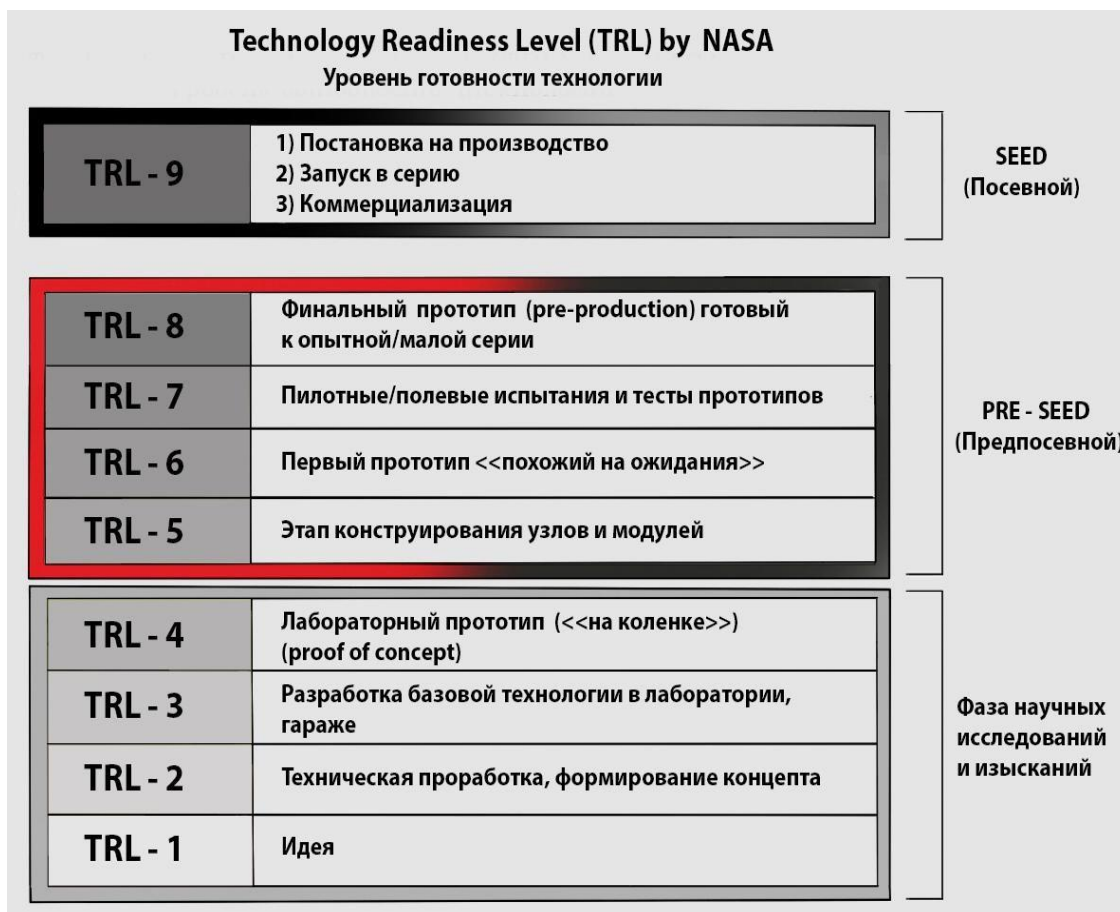 Technology Readiness Level (TRL) by NASA
Уровень готовности технологии
TRL - 9
1) Постановка на производство
2) Запуск в серию
3) Коммерциализация
SEED
(Посевной)
TRL - 8
Финальный прототип (pre-production) готовый
к опытной/малой серии
TRL - 7
Пилотные/полевые испытания и тесты прототипов
TRL - 6
Первый прототип <<похожий на ожидания>>
TRL - 5
Этап конструирования узлов и модулей
PRE - SEED
(Предпосевной)
TRL - 4
Лабораторный прототип (<<на коленке>>)
(proof of concept)
TRL - 3
Разработка базовой технологии в лаборатории,
гараже
TRL - 2
Техническая проработка, формирование концепта
TRL - 1
Идея
Фаза научных
исследований
и изысканий